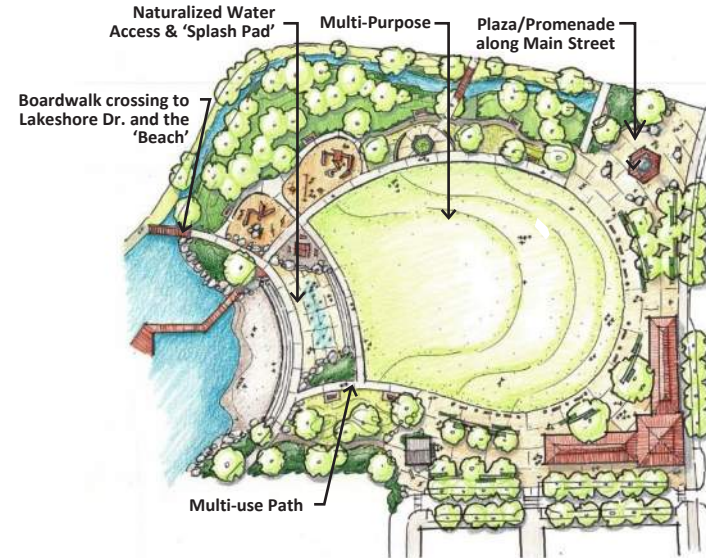 Naturalized Water
Access & ‘Splash Pad’
Multi-Purpose
Plaza/Promenade
along Main Street
Boardwalk crossing to
Lakeshore Dr. and the
‘Beach’
Multi-use Path